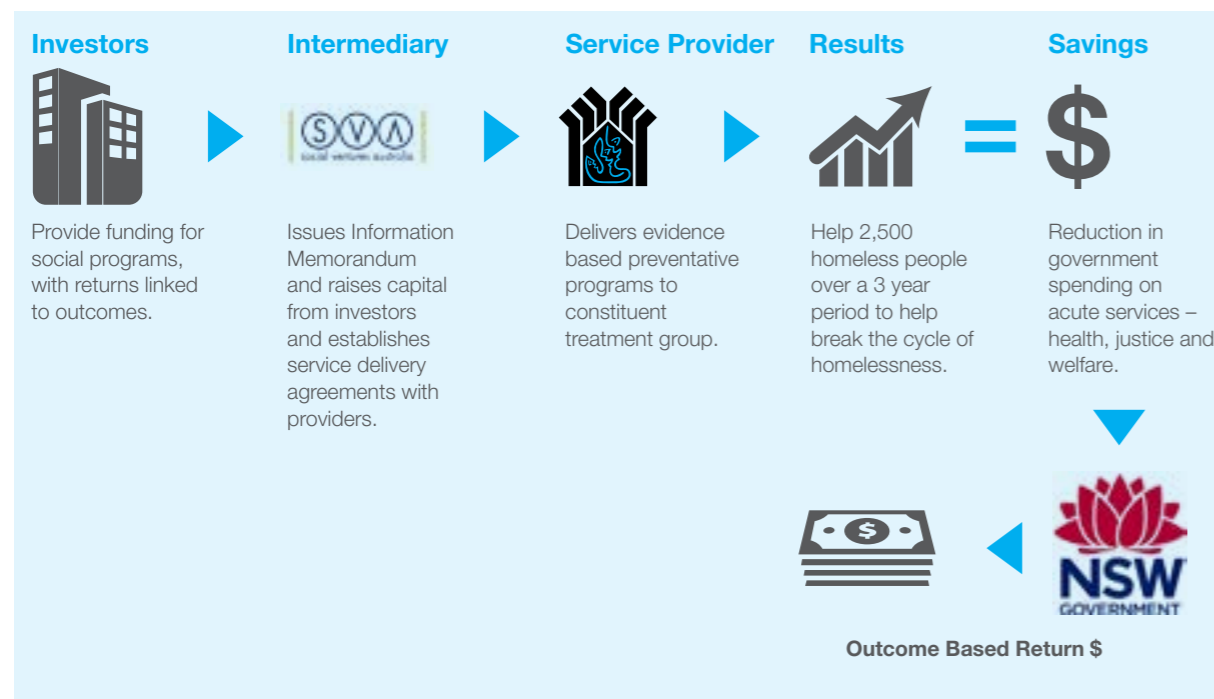 Investors
Provide funding for
social programs,
with returns linked
to outcomes.
Intermediary
SVA
social ventures australia
Issues Information
Memorandum
and raises capital
from investors
and establishes
service delivery
agreements with
providers.
Service Provider
Delivers evidence
based preventative
programs to
constituent
treatment group.
Results
Help 2,500
homeless people
over a 3 year
period to help
break the cycle of
homelessness.
=
Savings
$
Reduction in
government
spending on
acute services –
health, justice and
welfare.
NSW
GOVERNMENT
$
Outcome Based Return $